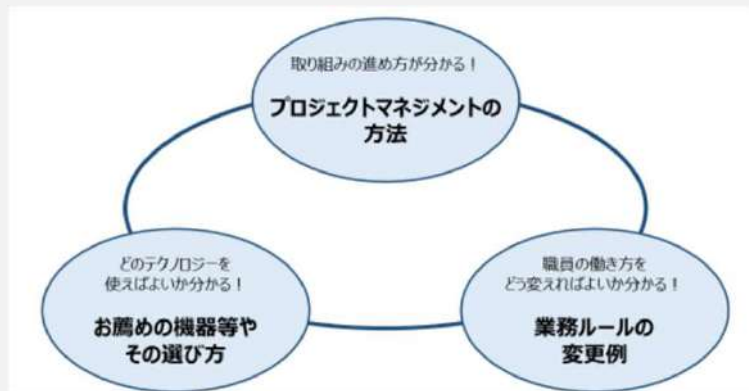 取り組みの進め方が分かる！
プロジェクトマネジメントの
方法
どのテクノロジーを
使えばよいか分かる！
お薦めの機器等や
その選び方
職員の働き方を
どう変えればよいか分かる！
業務ルールの
変更例